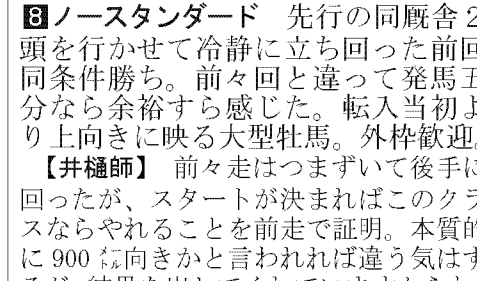 8 ノースタンダード 先行の同厩舎2
頭を行かせて冷静に立ち回った前回
同条件勝ち。前々回と違って発馬五
分なら余裕すら感じた。転入当初よ
り上向きに映る大型牡馬。外枠歓迎。
【井樋師】 前々走はつまずいて後手に
回ったが、スタートが決まればこのクラ
スならやれることを前走で証明。本質的
に900㍍向きかと言われれば違う気はす